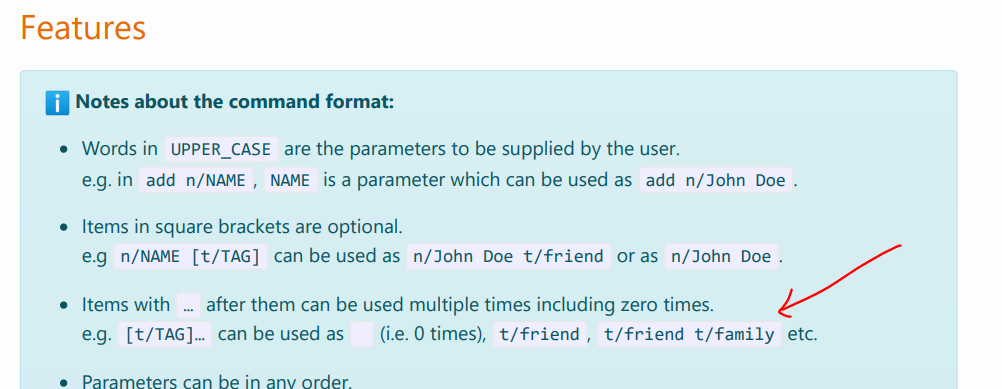 Features
Notes about the command format:
Words in UPPER_CASE are the parameters to be supplied by the user.
e.g. in add n/NAME, NAME is a parameter which can be used as add n/John Doe.
Items in square brackets are optional.
e.g n/NAME [t/TAG] can be used as n/John Doe t/friend or as n/John Doe.
Items with … after them can be used multiple times including zero times.
e.g. [t/TAG]… can be used as   (i.e. 0 times), t/friend, t/friend t/family etc.
Parameters can be in any order.